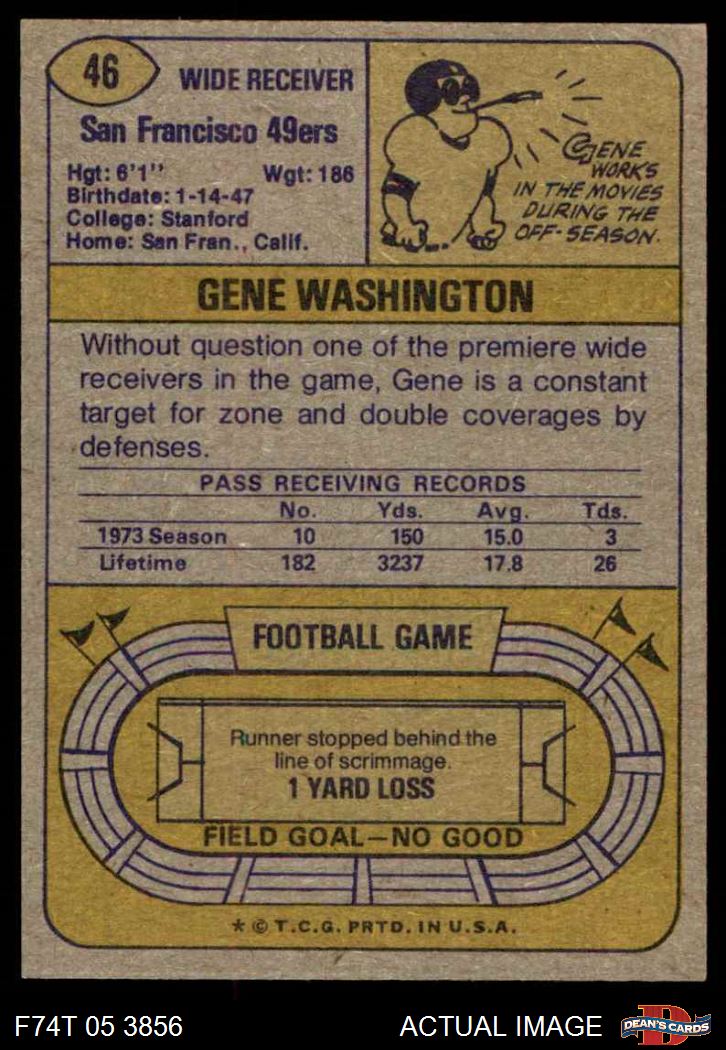 46
WIDE RECEIVER
San Francisco 49ers
Hgt: 6'1'' Wgt: 186
Birthdate: 1-14-47
College: Stanford
Home: San Fran., Calif.
GENE
WORKS
IN THE MOVIES
DURING THE
OFF-SEASON.
GENE WASHINGTON
Without question one of the premiere wide
receivers in the game, Gene is a constant
target for zone and double coverages by
defenses.
PASS RECEIVING RECORDS
No. Yds. Avg. Tds.
1973 Season 10 150 15.0 3
Lifetime 182 3237 17.8 26
FOOTBALL GAME
Runner stopped behind the
line of scrimmage.
1 YARD LOSS
FIELD GOAL—NO GOOD
* © T.C.G. PRTD. IN U.S.A.
F74T 05 3856 ACTUAL IMAGE
D
DEAN'S CARDS